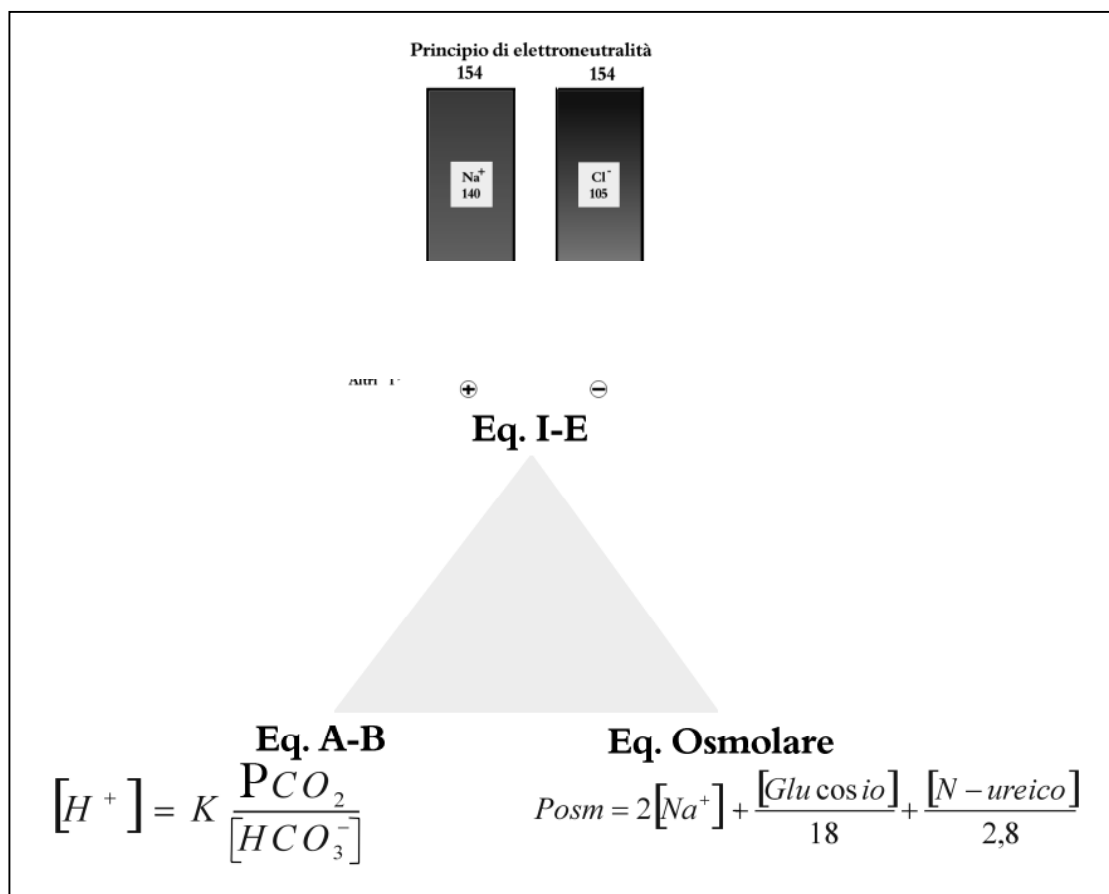 Principio di elettroneutralità
154 154
Na+ Cl-
140 105
+ −
Eq. I-E
Eq. A-B Eq. Osmolare
[H+] = K PCO2 / [HCO3-]
Posm = 2[Na+] + [Glucosio] / 18 + [N - ureico] / 2,8